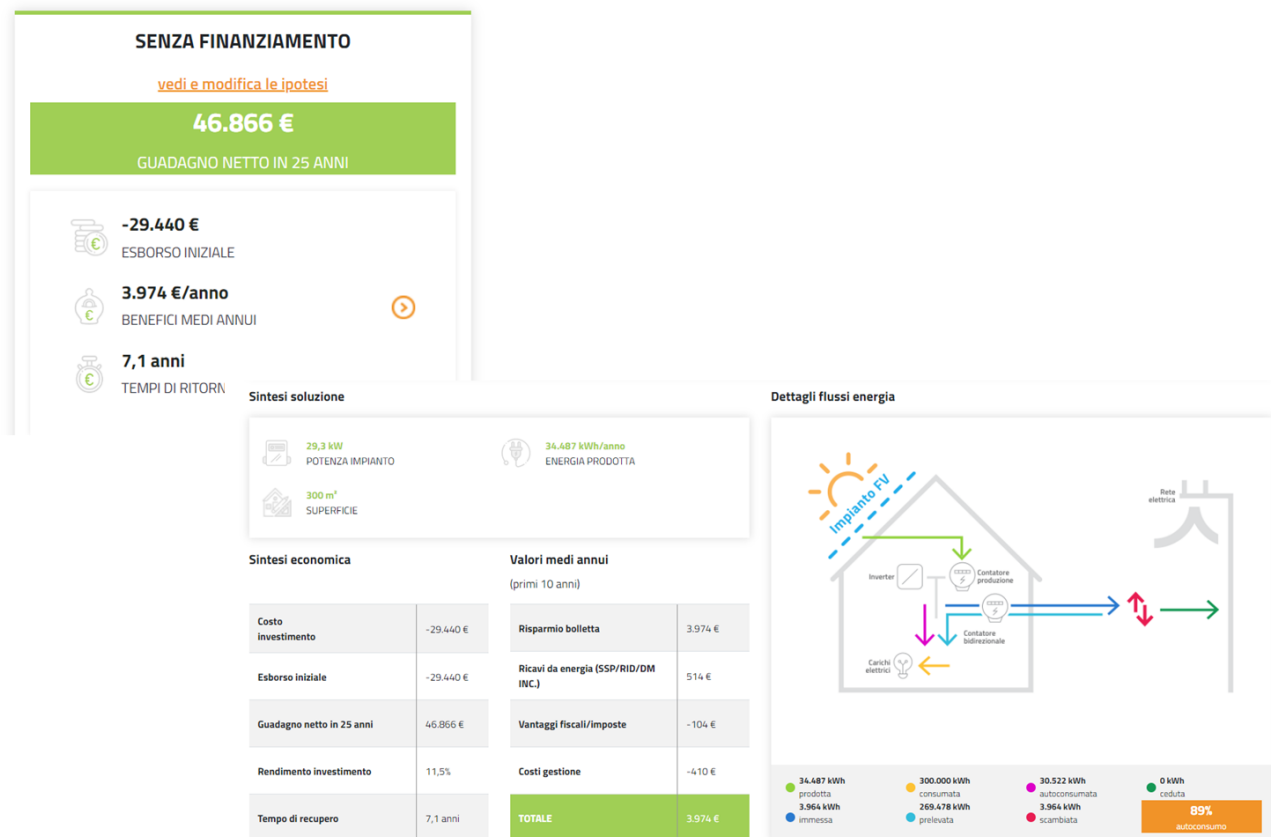 SENZA FINANZIAMENTO
vedi e modifica le ipotesi
46.866 €
GUADAGNO NETTO IN 25 ANNI
-29.440 €
ESBORSO INIZIALE
3.974 €/anno
BENEFICI MEDI ANNUI
7,1 anni
TEMPI DI RITORN
Sintesi soluzione
29,3 kW
POTENZA IMPIANTO
34.487 kWh/anno
ENERGIA PRODOTTA
300 m²
SUPERFICIE
Sintesi economica
Costo
investimento
-29.440 €
Esborso iniziale
-29.440 €
Guadagno netto in 25 anni
46.866 €
Rendimento investimento
11,5%
Tempo di recupero
7,1 anni
Valori medi annui
(primi 10 anni)
Risparmio bolletta
3.974 €
Ricavi da energia (SSP/RID/DM
INC.)
514 €
Vantaggi fiscali/imposte
-104 €
Costi gestione
-410 €
TOTALE
3.974 €
Dettagli flussi energia
Impianto FV
Rete
elettrica
Inverter
Contatore
produzione
Contatore
bidirezionale
Carichi
elettrici
34.487 kWh
prodotta
300.000 kWh
consumata
30.522 kWh
autoconsumata
0 kWh
ceduta
3.964 kWh
immessa
269.478 kWh
prelevata
3.964 kWh
scambiata
89%
autoconsumo